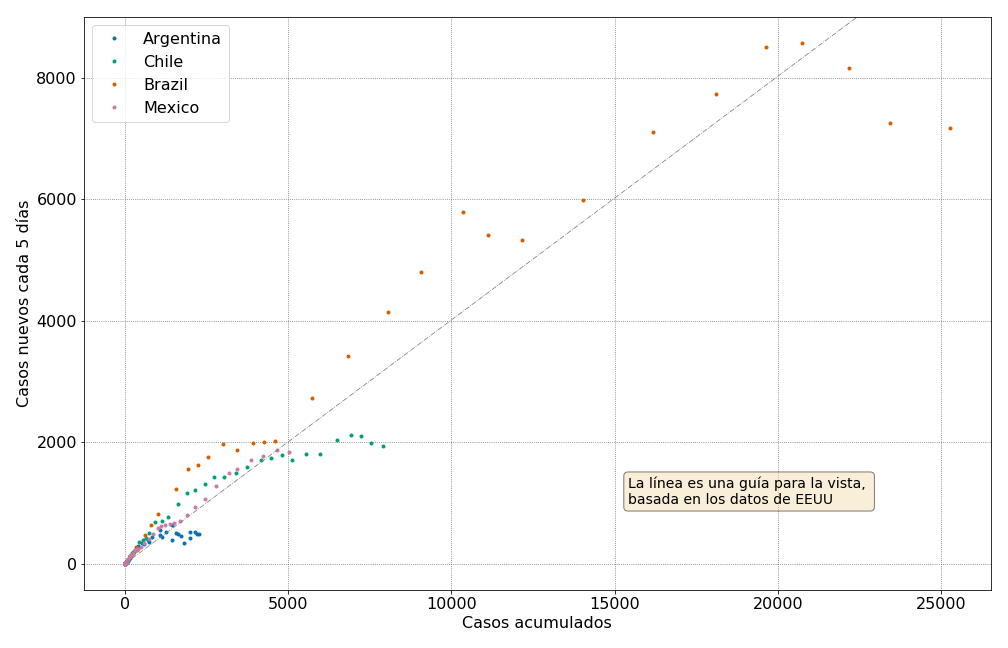 Argentina
Chile
Brazil
Mexico
Casos nuevos cada 5 días
8000
6000
4000
2000
0
La línea es una guía para la vista,
basada en los datos de EEUU
0 5000 10000 15000 20000 25000
Casos acumulados